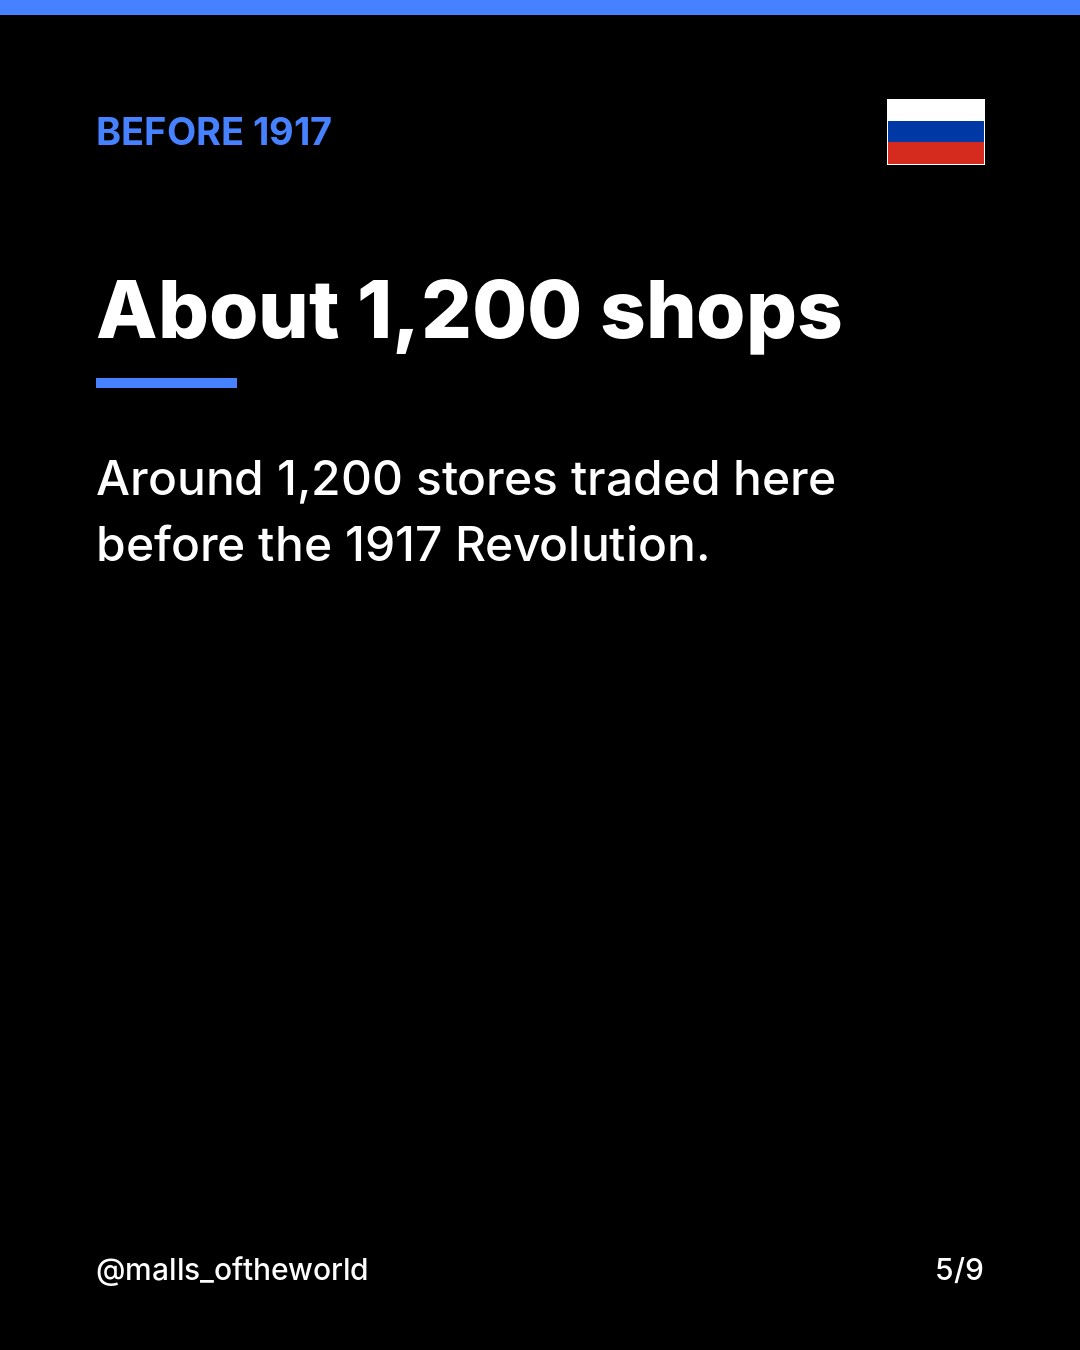 BEFORE 1917
About 1,200 shops
Around 1,200 stores traded here
before the 1917 Revolution.
@malls_oftheworld
5/9